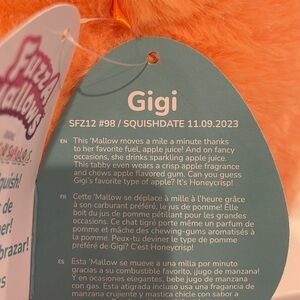 Fuzz
Mallows
quish!
de
er!
brazar!
ns
Gigi
SFZ12 #98 / SQUISHDATE 11.09.2023
EN This 'Mallow moves a mile a minute thanks
to her favorite fuel, apple juice! And on fancy
occasions, she drinks sparkling apple juice.
This tabby even wears a crisp apple fragrance
and chews apple flavored gum. Can you guess
Gigi's favorite type of apple? It's Honeycrisp!
FR Cette 'Mallow se déplace à mille à l'heure grâce
à son carburant préféré, le jus de pomme! Elle
boit du jus de pomme pétillant pour les grandes
occasions. Ce chat tigré porte même un parfum de
pomme et mâche des chewing-gums aromatisés à
la pomme. Peux-tu deviner le type de pomme
préféré de Gigi? C'est Honeycrisp!
ES Esta 'Mallow se mueve a una milla por minuto
gracias a su combustible favorito, ¡jugo de manzana!
Y en ocasiones elegantes, bebe jugo de manzana
con gas. Esta atigrada incluso usa una fragancia de
manzana crujiente y mastica chicle con sabor a